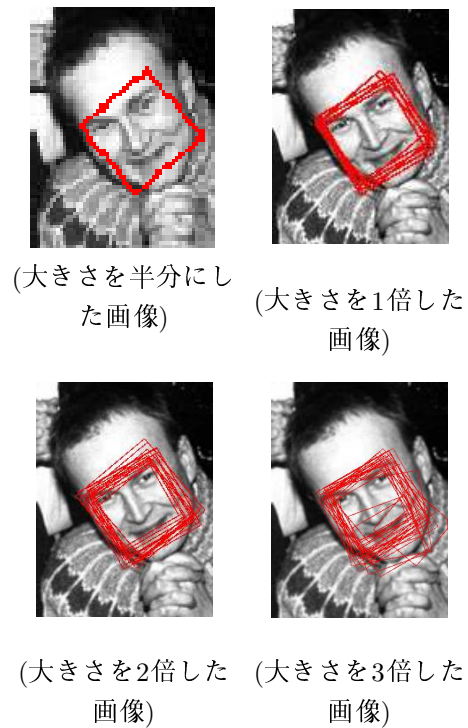 (大きさを半分にし
た画像)
(大きさを1倍した
画像)
(大きさを2倍した
画像)
(大きさを3倍した
画像)